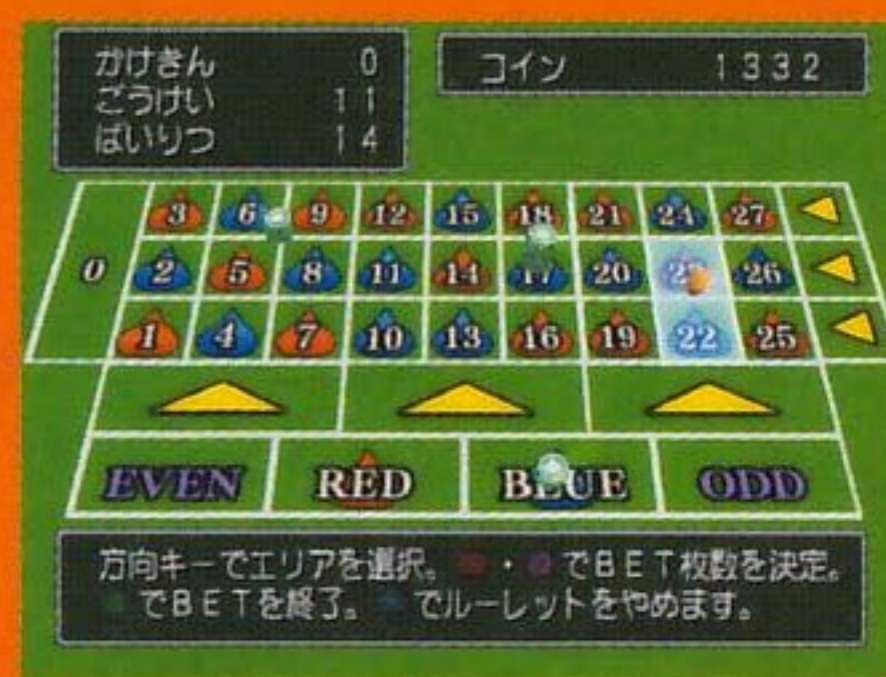 かけきん 0
ごうけい 11
ばいりつ 14
コイン 1332
3 6 9 12 15 18 21 24 27
0 2 5 8 11 14 17 20 23 26
1 4 7 10 13 16 19 22 25
EVEN RED BLUE ODD
方向キーでエリアを選択。 ・ でBET枚数を決定。
でBETを終了。 でルーレットをやめます。